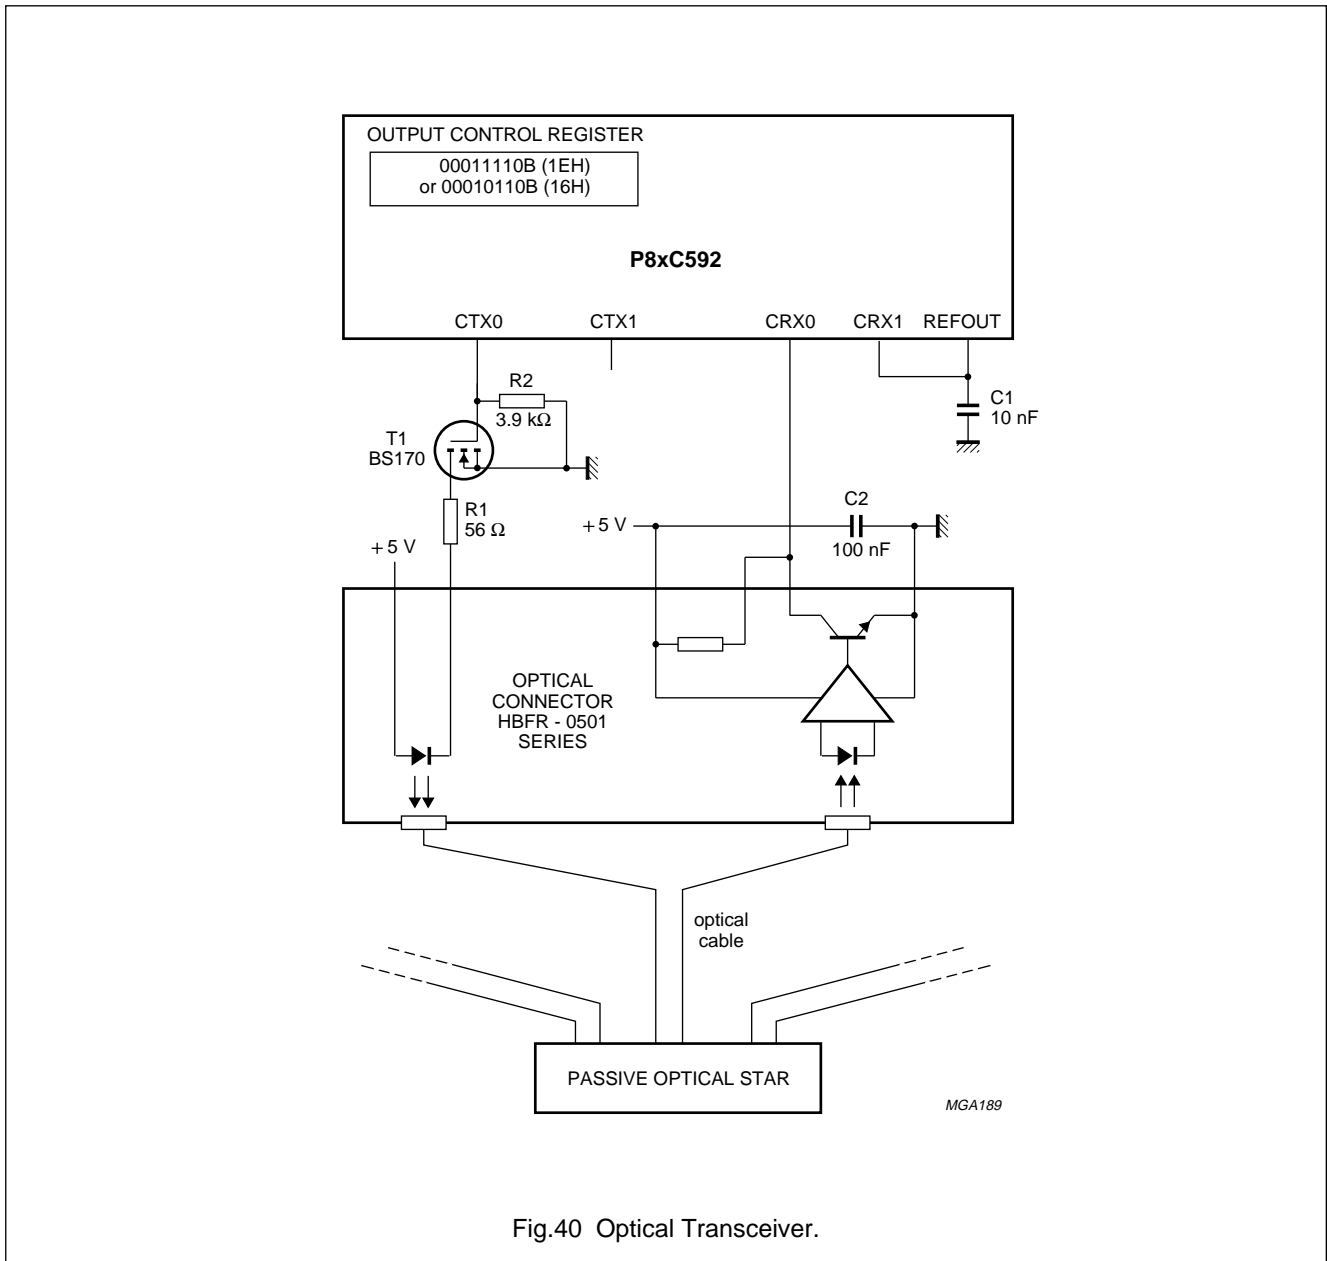 OUTPUT CONTROL REGISTER
00011110B (1EH)
or 00010110B (16H)
P8xC592
CTX0
CTX1
CRX0
CRX1
REFOUT
R2
3.9 kΩ
C1
10 nF
T1
BS170
R1
56 Ω
+5 V
C2
100 nF
+5 V
OPTICAL
CONNECTOR
HBFR - 0501
SERIES
optical
cable
PASSIVE OPTICAL STAR
MGA189
Fig.40 Optical Transceiver.